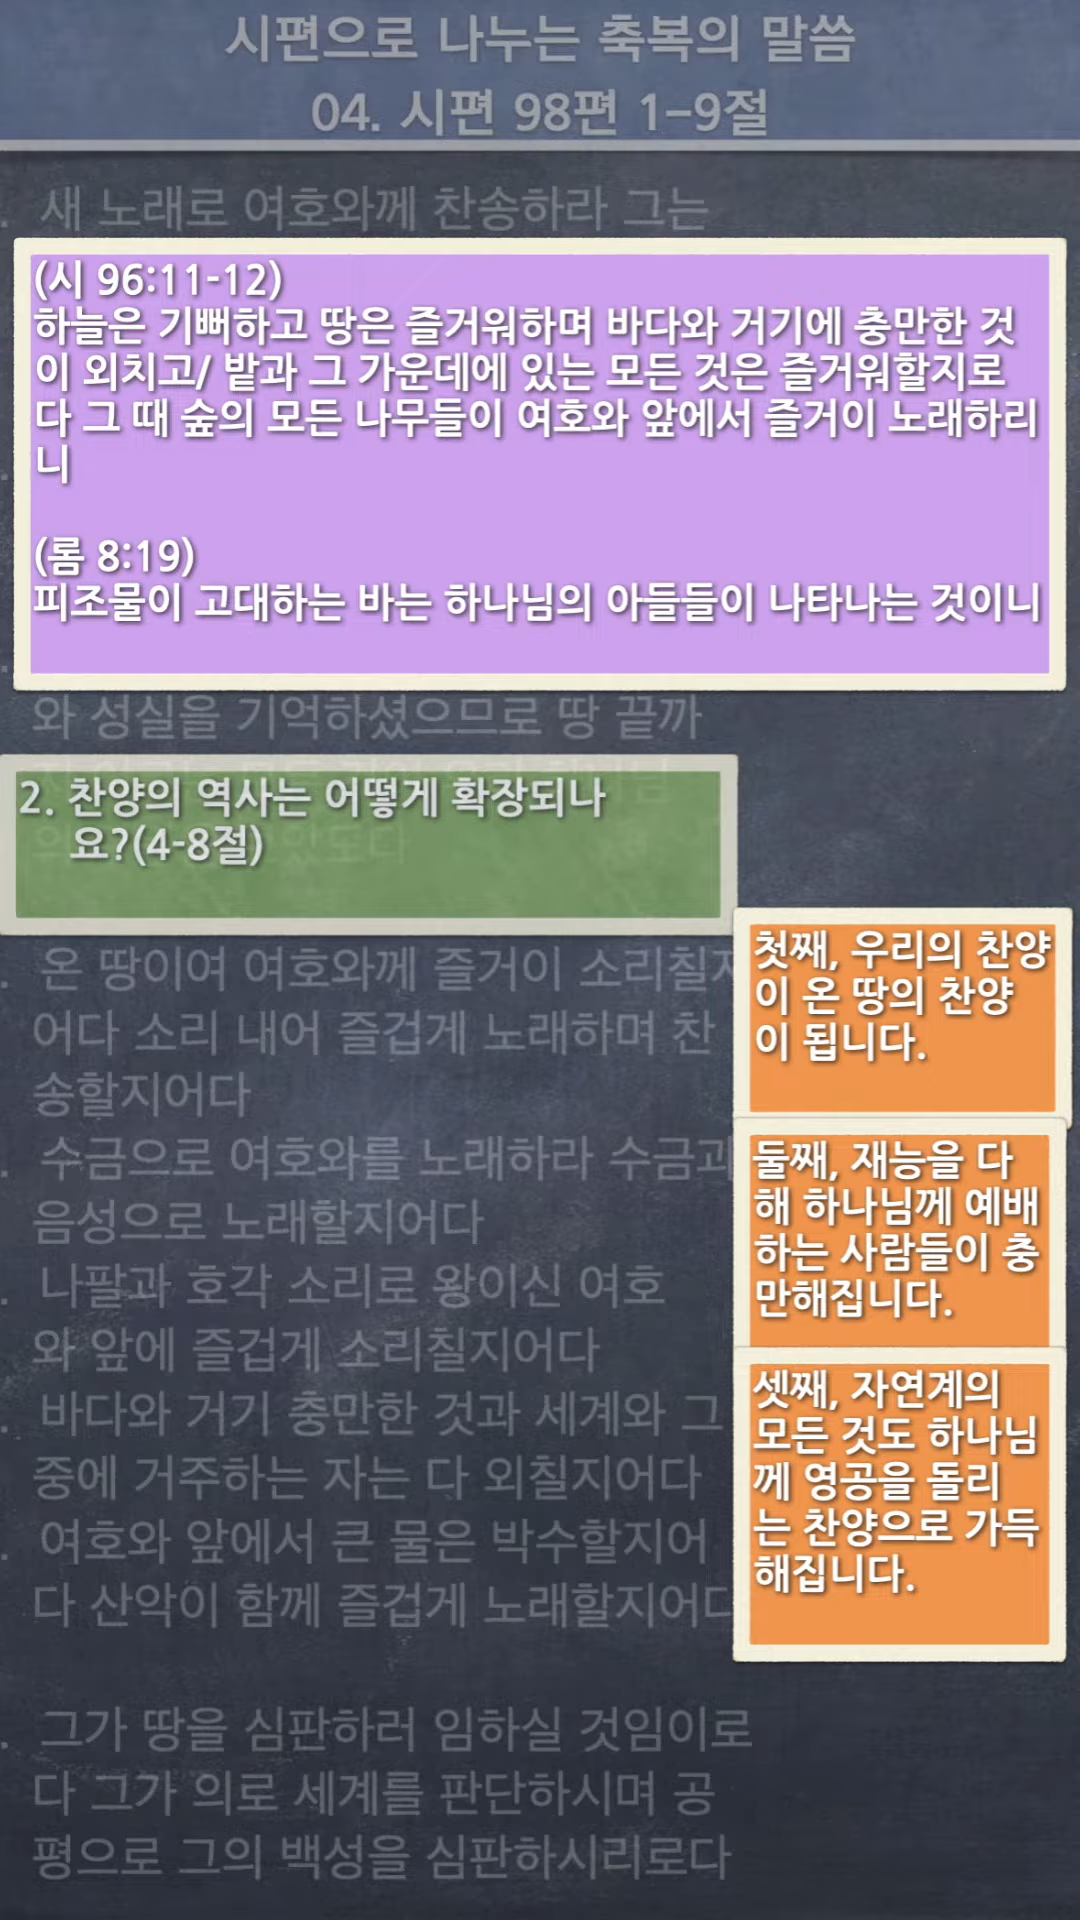 시편으로 나누는 축복의 말씀
04. 시편 98편 1-9절
새 노래로 여호와께 찬송하라 그는
(시 96:11-12)
하늘은 기뻐하고 땅은 즐거워하며 바다와 거기에 충만한 것
이 외치고/ 밭과 그 가운데에 있는 모든 것은 즐거워할지로
다 그 때 숲의 모든 나무들이 여호와 앞에서 즐거이 노래하리
니
(롬 8:19)
피조물이 고대하는 바는 하나님의 아들들이 나타나는 것이니
와 성실을 기억하셨으므로 땅 끝까
2. 찬양의 역사는 어떻게 확장되나
요?(4-8절)
첫째, 우리의 찬양
이 온 땅의 찬양
이 됩니다.
둘째, 재능을 다
해 하나님께 예배
하는 사람들이 충
만해집니다.
셋째, 자연계의
모든 것도 하나님
께 영공을 돌리
는 찬양으로 가득
해집니다.
온 땅이여 여호와께 즐거이 소리칠지
어다 소리 내어 즐겁게 노래하며 찬
송할지어다
수금으로 여호와를 노래하라 수금과
음성으로 노래할지어다
나팔과 호각 소리로 왕이신 여호
와 앞에 즐겁게 소리칠지어다
바다와 거기 충만한 것과 세계와 그
중에 거주하는 자는 다 외칠지어다
여호와 앞에서 큰 물은 박수할지어
다 산악이 함께 즐겁게 노래할지어다
그가 땅을 심판하러 임하실 것임이로
다 그가 의로 세계를 판단하시며 공
평으로 그의 백성을 심판하시리로다